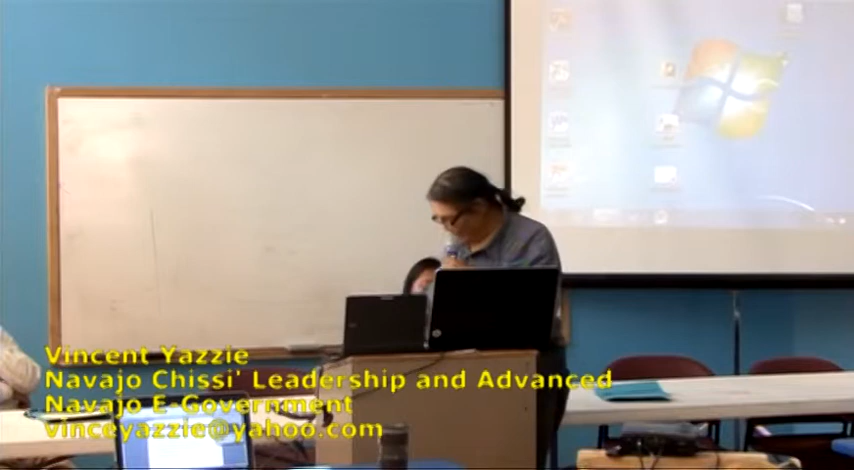 Vincent Yazzie
Navajo Chissi' Leadership and Advanced
Navajo E-Government
vinceyazzie@yahoo.com